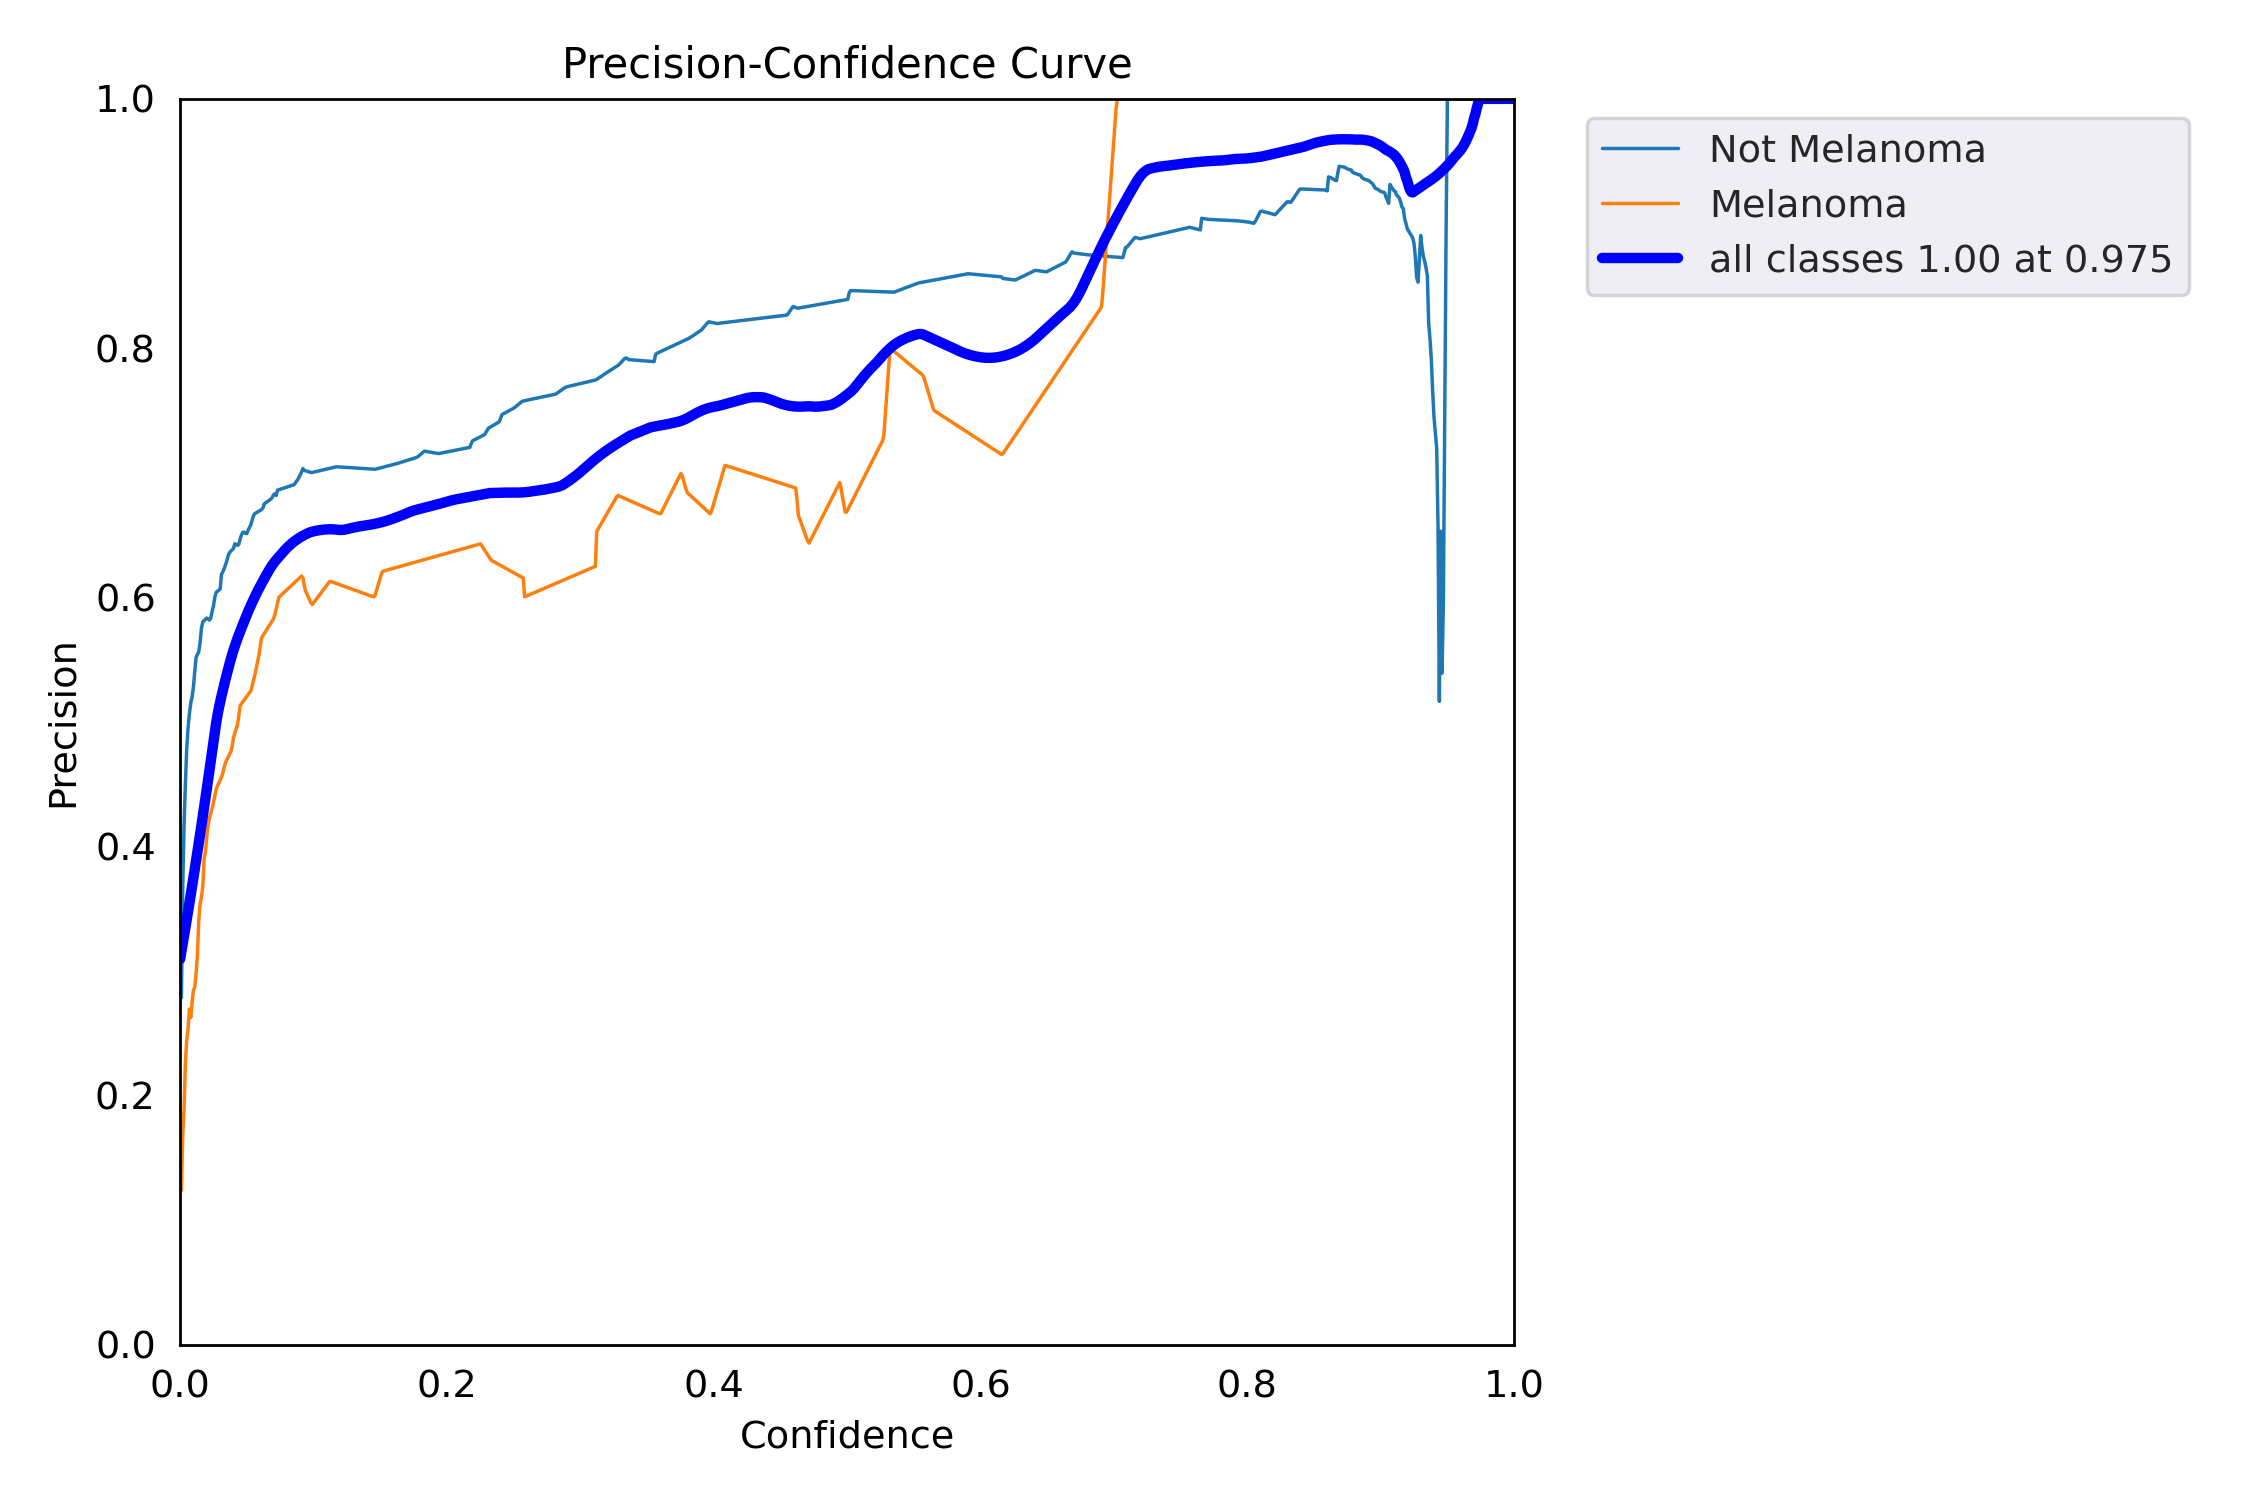 Precision-Confidence Curve
1.0
0.8
0.6
0.4
0.2
0.0
Precision
0.0 0.2 0.4 0.6 0.8 1.0
Confidence
Not Melanoma
Melanoma
all classes 1.00 at 0.975